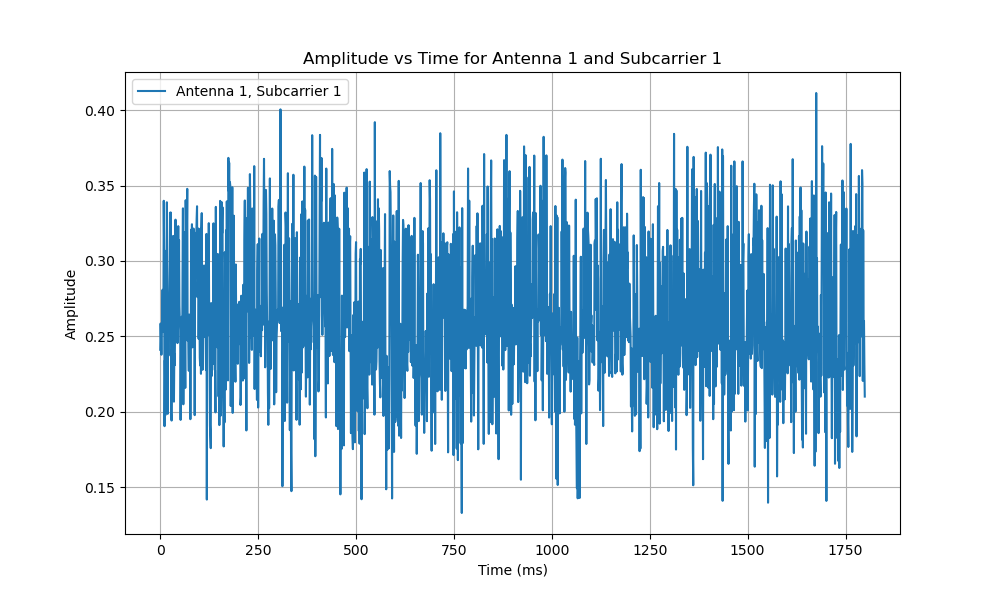 Amplitude vs Time for Antenna 1 and Subcarrier 1
Antenna 1, Subcarrier 1
0.40
0.35
0.30
0.25
0.20
0.15
Amplitude
0 250 500 750 1000 1250 1500 1750
Time (ms)